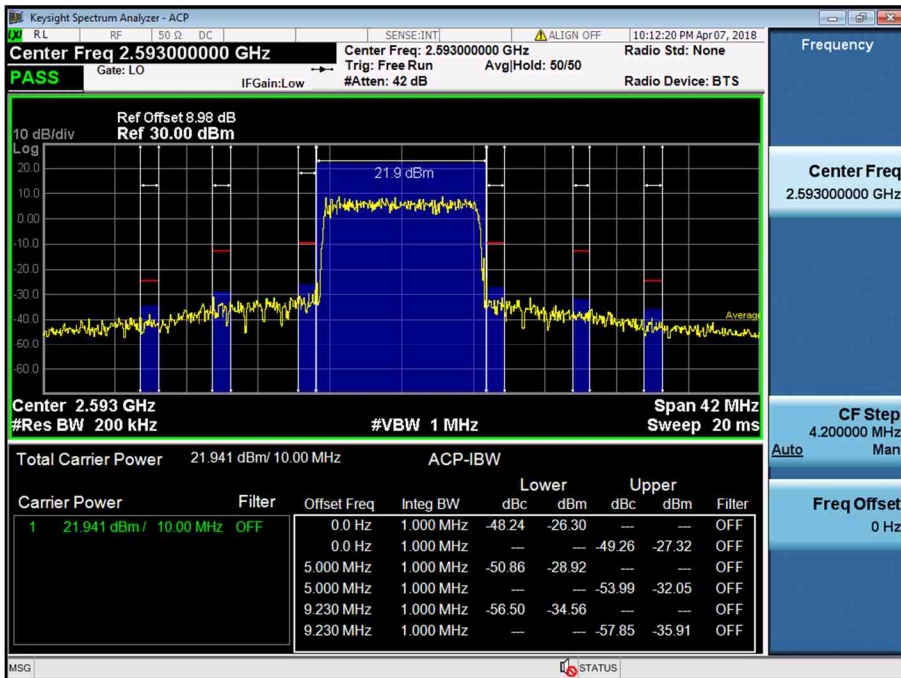 Keysight Spectrum Analyzer - ACP
LXI RL RF 50 Ω DC SENSE:INT ALIGN OFF 10:12:20 PM Apr 07, 2018
Center Freq 2.593000000 GHz
Center Freq: 2.593000000 GHz Radio Std: None
PASS Gate: LO Trig: Free Run Avg|Hold: 50/50
IFGain:Low #Atten: 42 dB Radio Device: BTS
Ref Offset 8.98 dB
10 dB/div Ref 30.00 dBm
Log
20.0
10.0
0.00
-10.0
-20.0
-30.0
-40.0
-50.0
-60.0
21.9 dBm
Average
Center 2.593 GHz Span 42 MHz
#Res BW 200 kHz #VBW 1 MHz Sweep 20 ms
Total Carrier Power 21.941 dBm/ 10.00 MHz ACP-IBW
Lower Upper
Carrier Power Filter Offset Freq Integ BW dBc dBm dBc dBm Filter
1 21.941 dBm / 10.00 MHz OFF 0.0 Hz 1.000 MHz -48.24 -26.30 --- --- OFF
0.0 Hz 1.000 MHz --- --- -49.26 -27.32 OFF
5.000 MHz 1.000 MHz -50.86 -28.92 --- --- OFF
5.000 MHz 1.000 MHz --- --- -53.99 -32.05 OFF
9.230 MHz 1.000 MHz -56.50 -34.56 --- --- OFF
9.230 MHz 1.000 MHz --- --- -57.85 -35.91 OFF
MSG STATUS
Frequency
Center Freq
2.593000000 GHz
CF Step
4.200000 MHz
Auto Man
Freq Offset
0 Hz